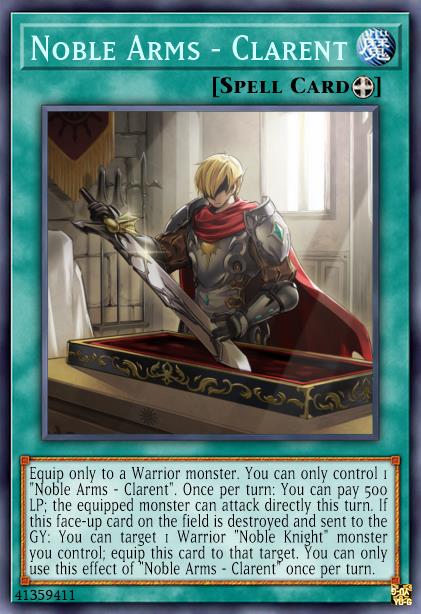 Noble Arms - Clarent
魔
[Spell Card]
Equip only to a Warrior monster. You can only control 1
"Noble Arms - Clarent". Once per turn: You can pay 500
LP; the equipped monster can attack directly this turn. If
this face-up card on the field is destroyed and sent to the
GY: You can target 1 Warrior "Noble Knight" monster
you control; equip this card to that target. You can only
use this effect of "Noble Arms - Clarent" once per turn.
41359411